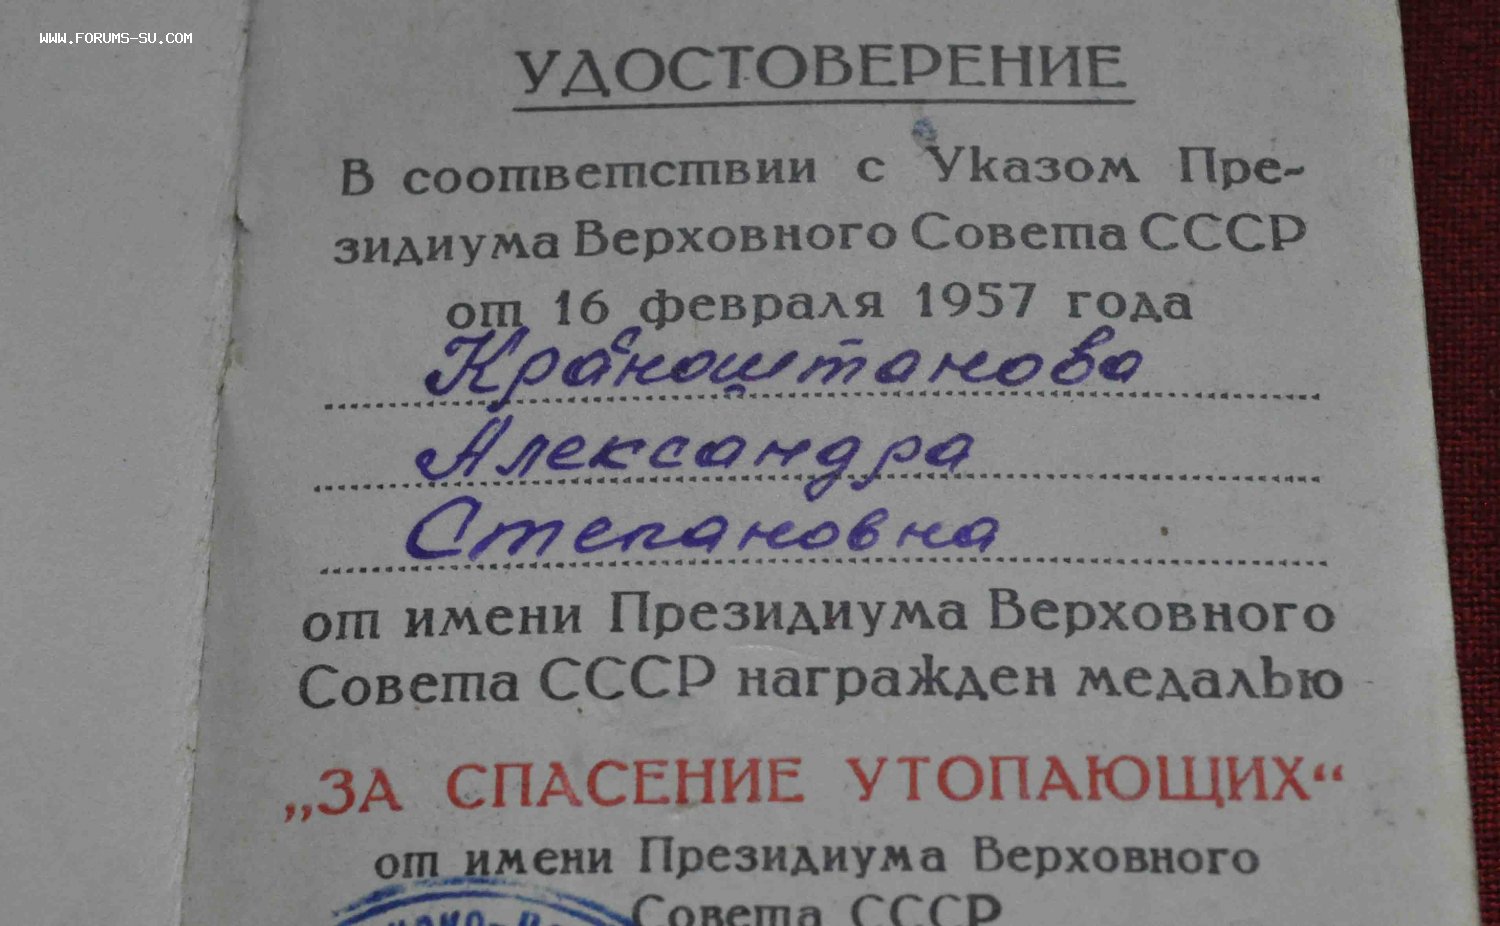 WWW.FORUMS-SU.COM
УДОСТОВЕРЕНИЕ
В соответствии с Указом Пре-
зидиума Верховного Совета СССР
от 16 февраля 1957 года
Красноштанова
Александра
Степановна
от имени Президиума Верховного
Совета СССР награжден медалью
„ЗА СПАСЕНИЕ УТОПАЮЩИХ“
от имени Президиума Верховного
Совета СССР